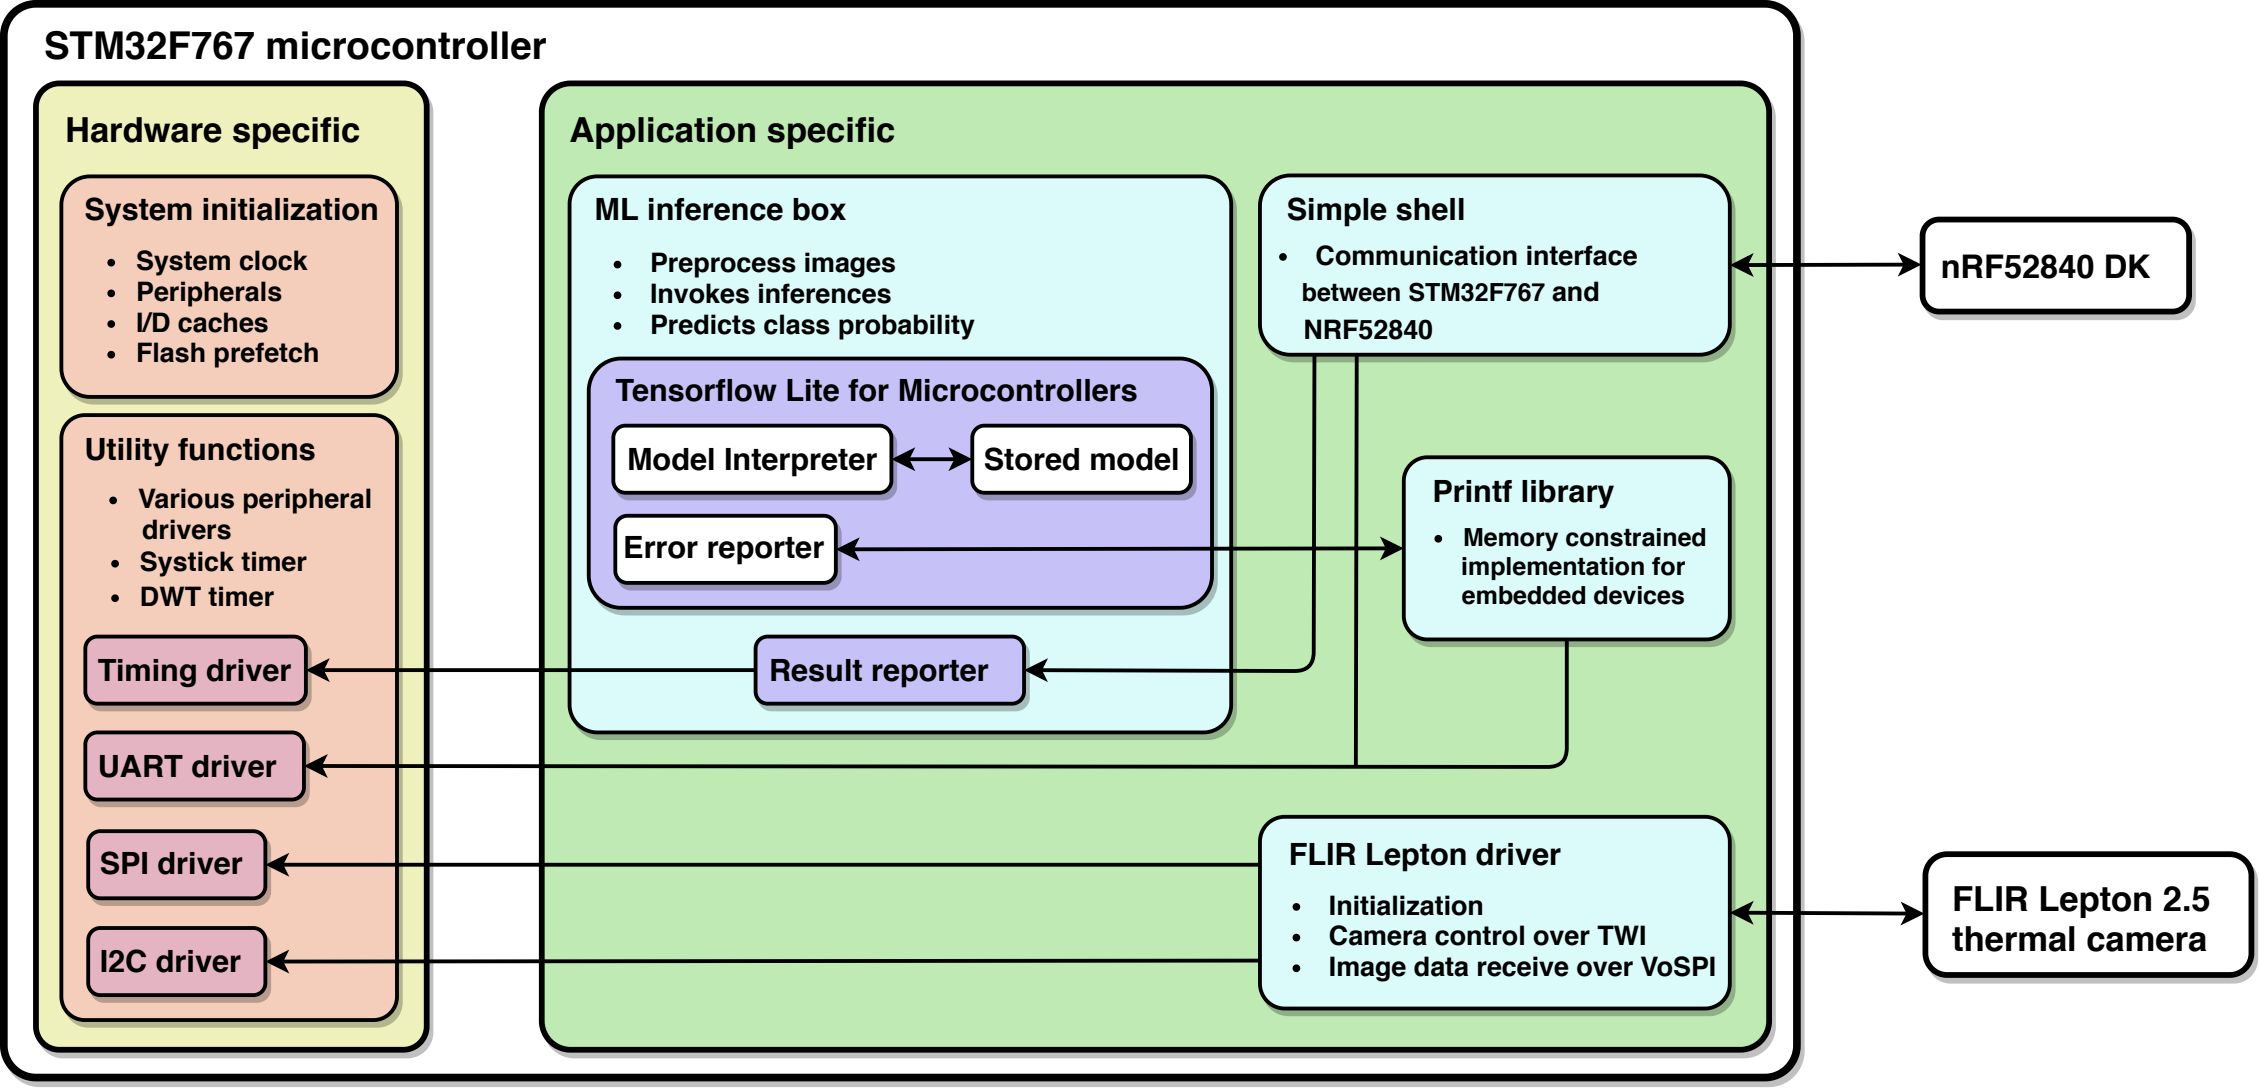 STM32F767 microcontroller
Hardware specific
System initialization
• System clock
• Peripherals
• I/D caches
• Flash prefetch
Utility functions
• Various peripheral
drivers
• Systick timer
• DWT timer
Timing driver
UART driver
SPI driver
I2C driver
Application specific
ML inference box
• Preprocess images
• Invokes inferences
• Predicts class probability
Tensorflow Lite for Microcontrollers
Model Interpreter
Stored model
Error reporter
Result reporter
Simple shell
• Communication interface
between STM32F767 and
NRF52840
Printf library
• Memory constrained
implementation for
embedded devices
FLIR Lepton driver
• Initialization
• Camera control over TWI
• Image data receive over VoSPI
nRF52840 DK
FLIR Lepton 2.5
thermal camera